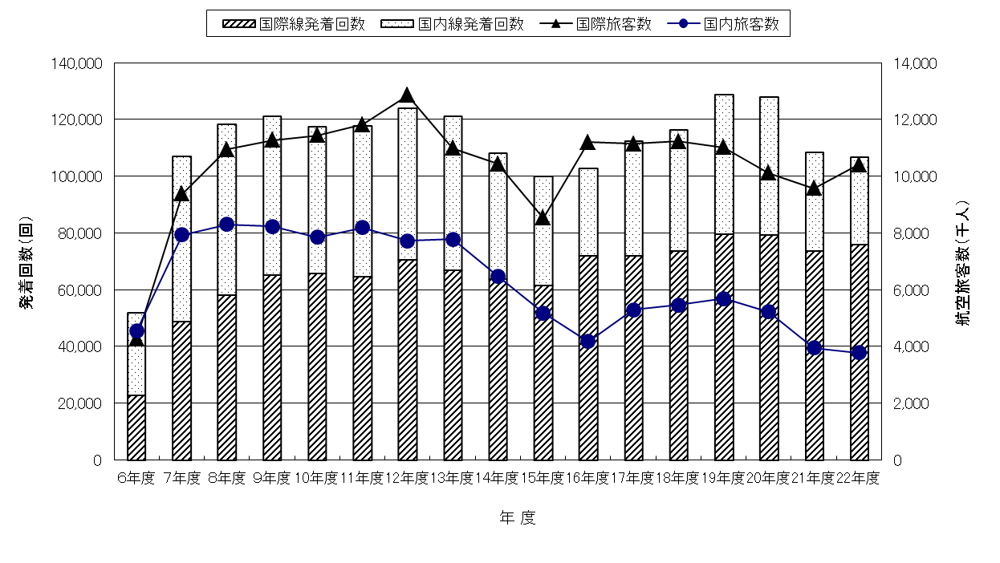 国際線発着回数 国内線発着回数 国際旅客数 国内旅客数
140,000 14,000
120,000 12,000
100,000 10,000
80,000 8,000
60,000 6,000
40,000 4,000
20,000 2,000
0 0
発着回数(回)
航空旅客数(千人)
6年度 7年度 8年度 9年度 10年度 11年度 12年度 13年度 14年度 15年度 16年度 17年度 18年度 19年度 20年度 21年度 22年度
年 度